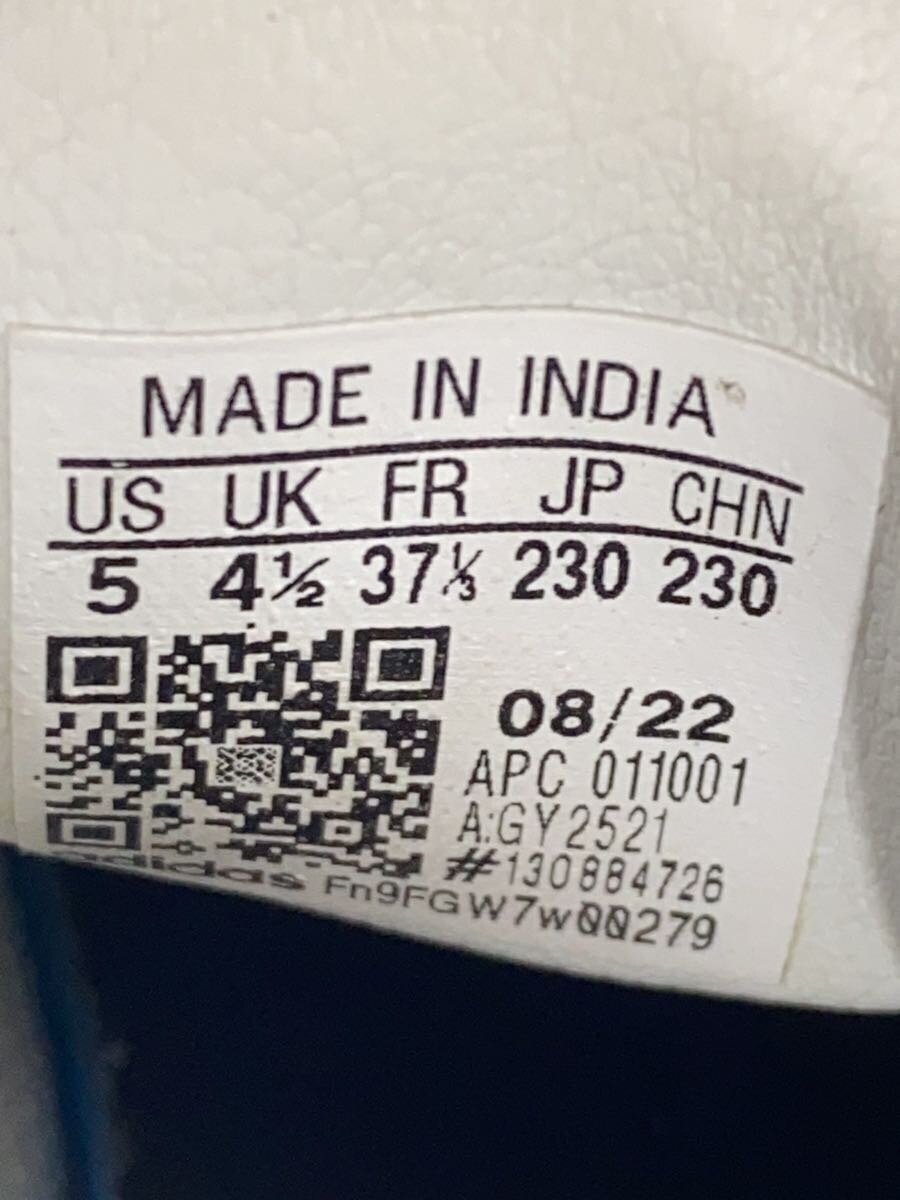 MADE IN INDIA
US UK FR JP CHN
5 4½ 37⅓ 230 230
08/22
APC 011001
A:GY2521
#130884726
adidas Fn9FGW7w00279